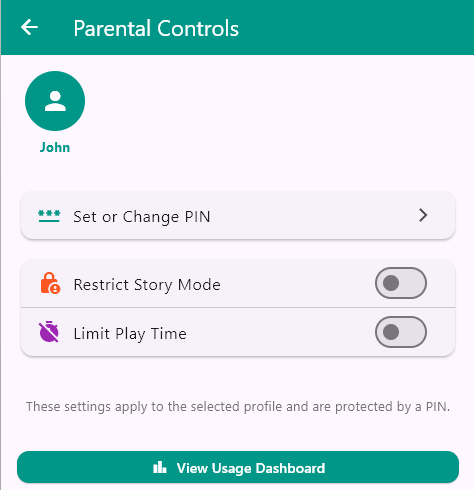 Parental Controls
John
Set or Change PIN
Restrict Story Mode
Limit Play Time
These settings apply to the selected profile and are protected by a PIN.
View Usage Dashboard